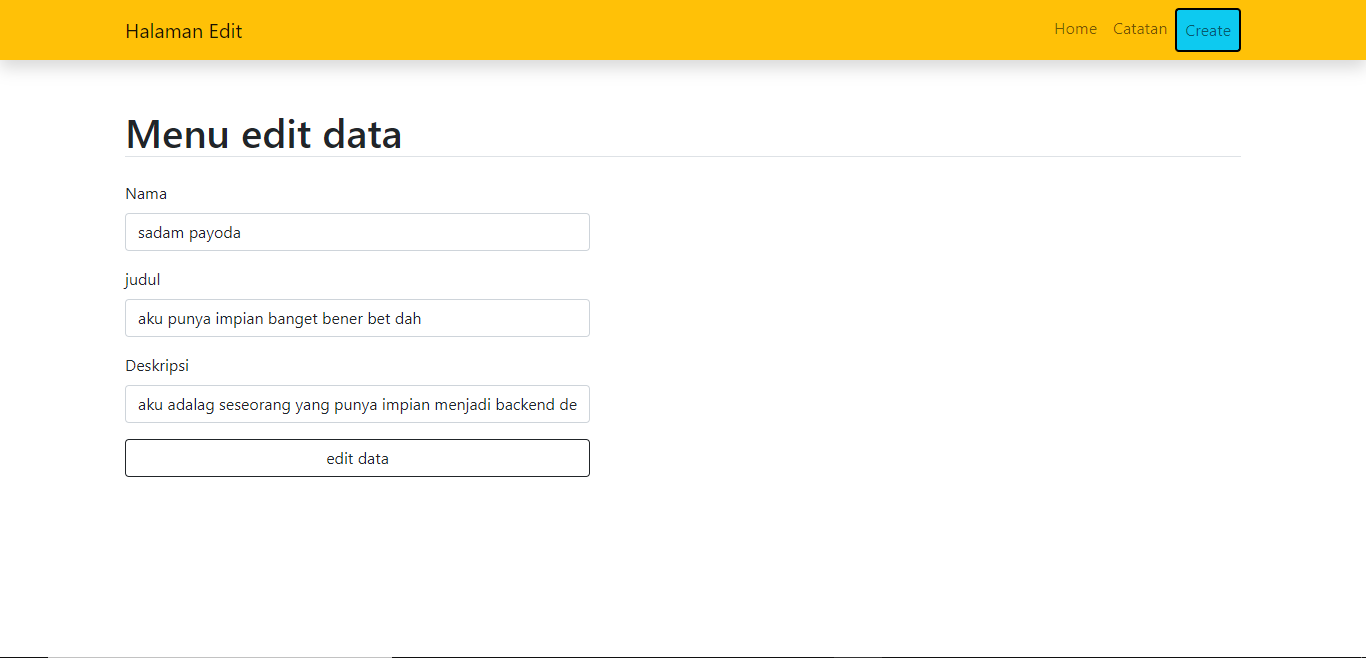 Halaman Edit
Home Catatan Create
Menu edit data
Nama
sadam payoda
judul
aku punya impian banget bener bet dah
Deskripsi
aku adalag seseorang yang punya impian menjadi backend de
edit data